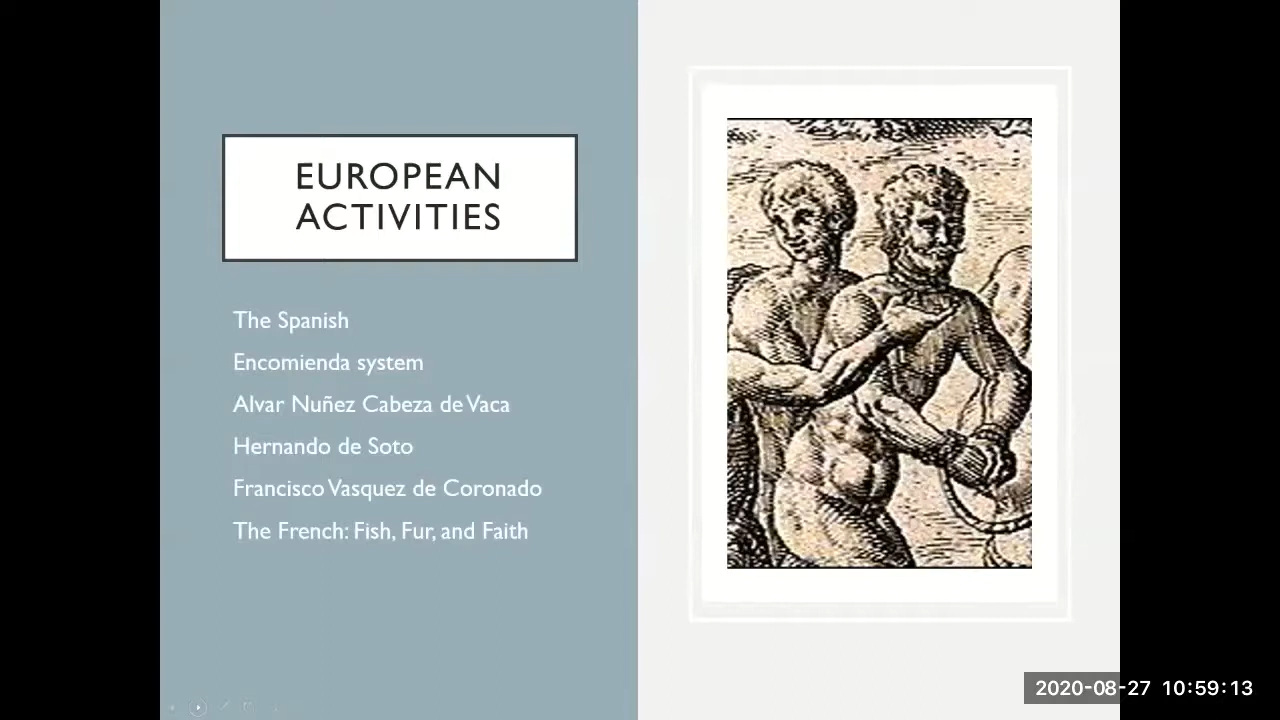 EUROPEAN
ACTIVITIES
The Spanish
Encomienda system
Alvar Nuñez Cabeza de Vaca
Hernando de Soto
Francisco Vasquez de Coronado
The French: Fish, Fur, and Faith
2020-08-27 10:59:13